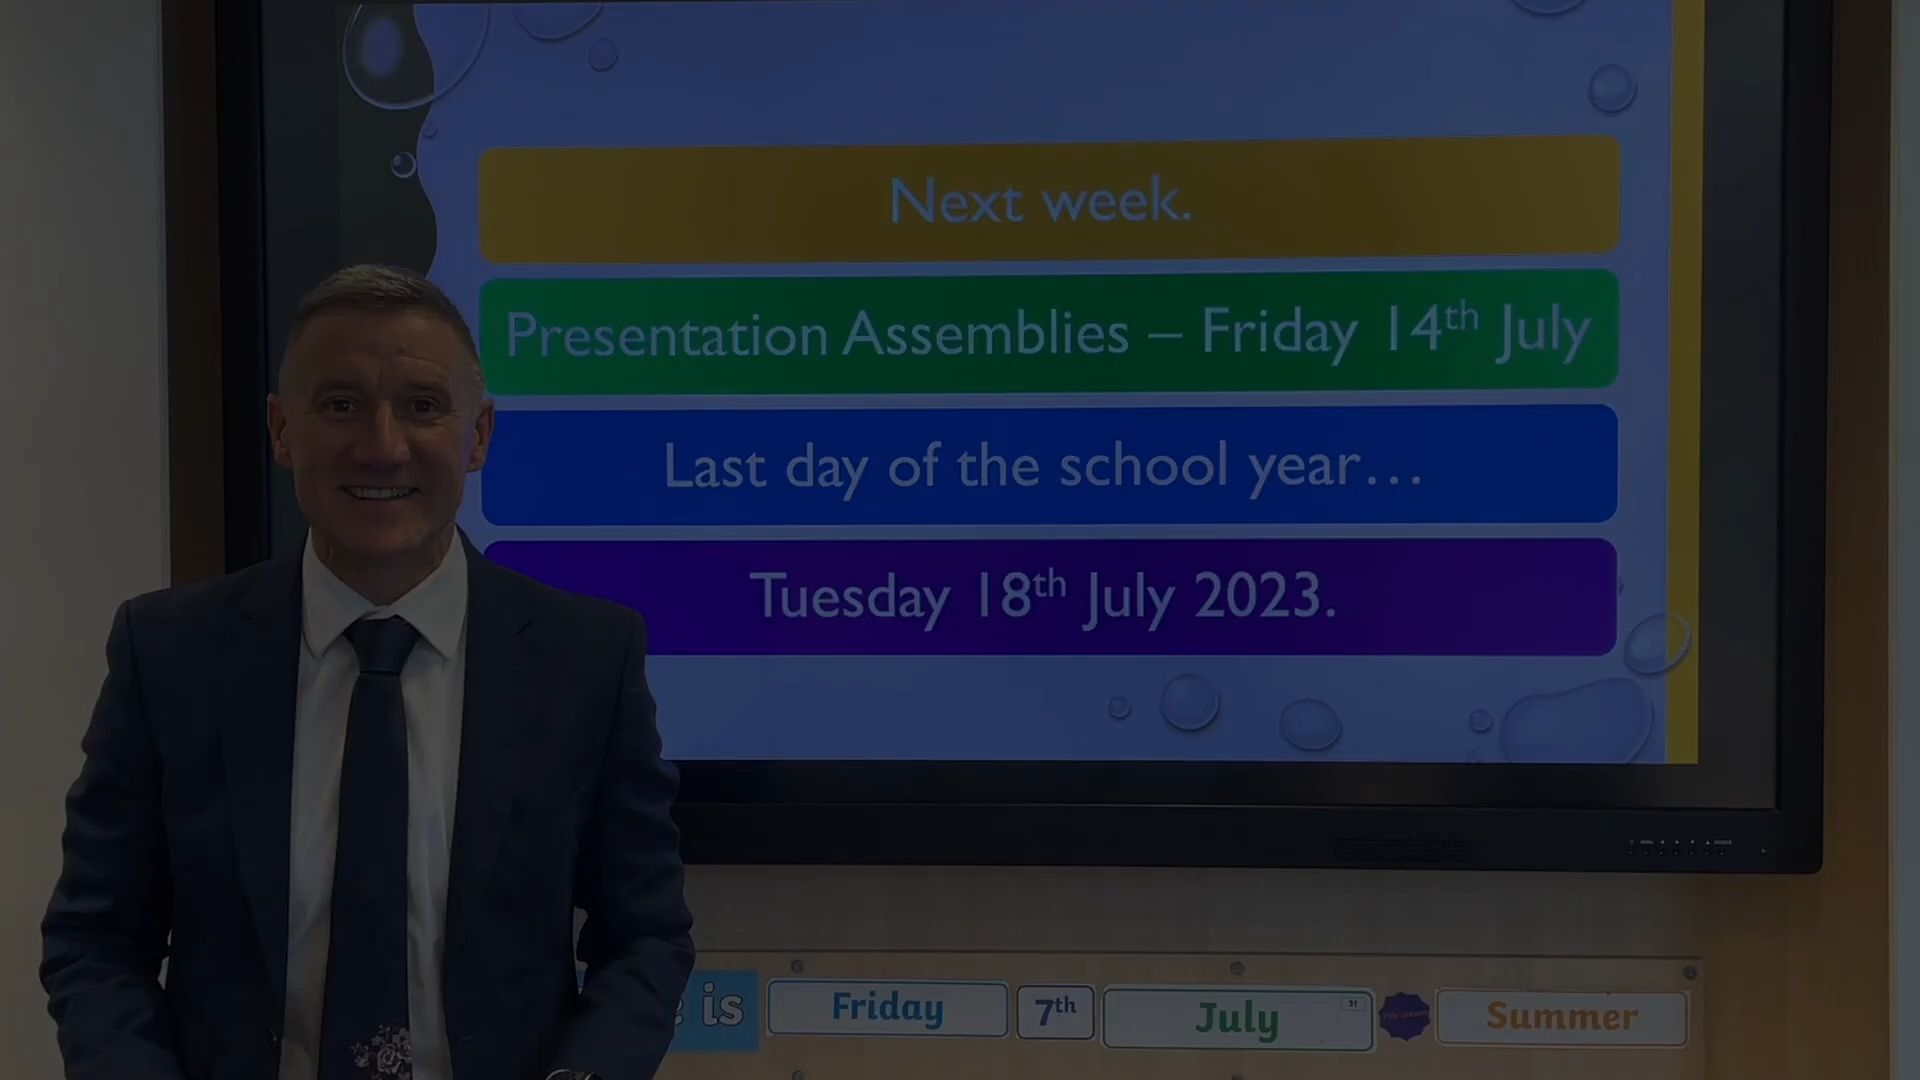 Next week.
Presentation Assemblies – Friday 14th July
Last day of the school year...
Tuesday 18th July 2023.
is Friday 7th July 31 Summer